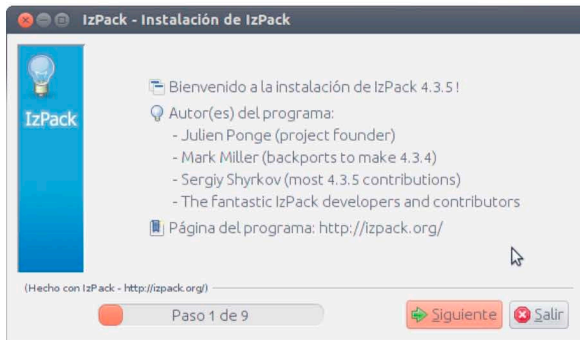 IzPack - Instalación de IzPack
IzPack
Bienvenido a la instalación de IzPack 4.3.5!
Autor(es) del programa:
- Julien Ponge (project founder)
- Mark Miller (backports to make 4.3.4)
- Sergiy Shyrkov (most 4.3.5 contributions)
- The fantastic IzPack developers and contributors
Página del programa: http://izpack.org/
(Hecho con IzPack - http://izpack.org/)
Paso 1 de 9
Siguiente
Salir